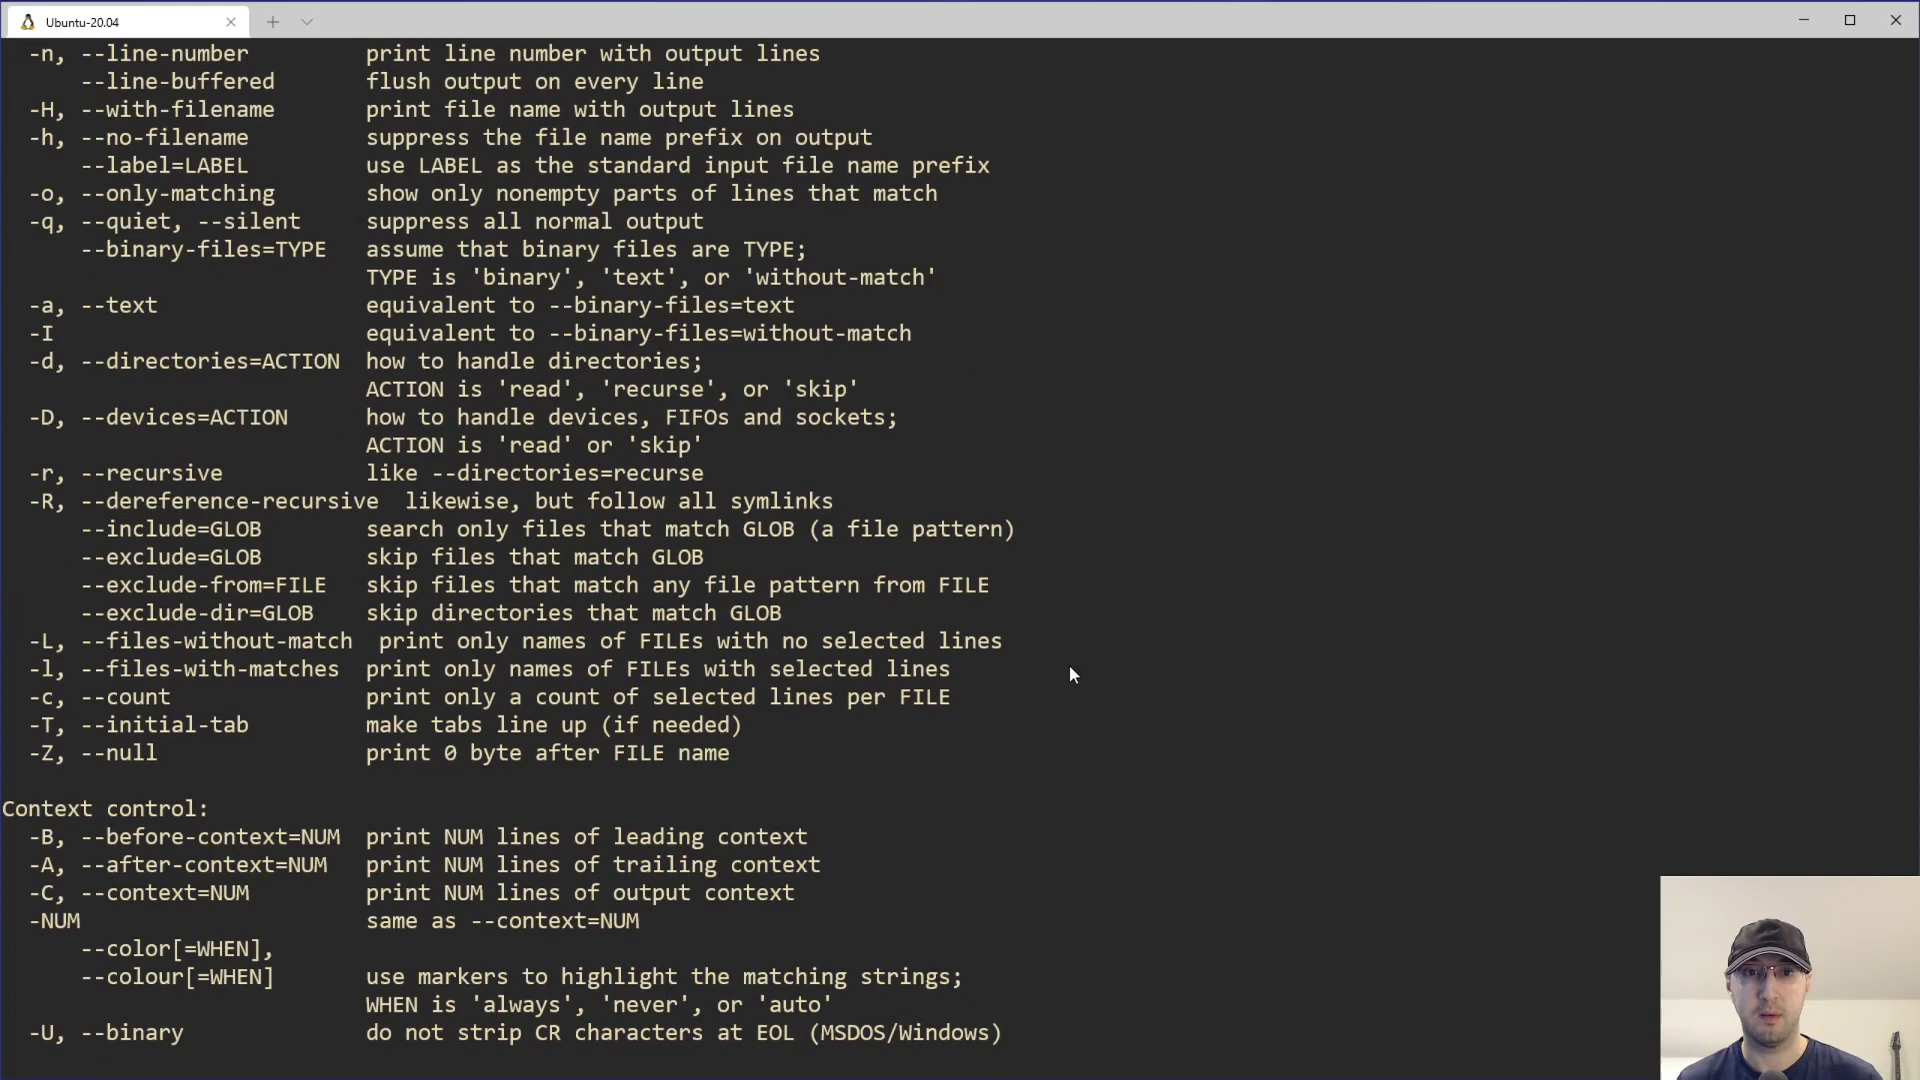 Ubuntu-20.04
-n, --line-number         print line number with output lines
    --line-buffered       flush output on every line
-H, --with-filename       print file name with output lines
-h, --no-filename         suppress the file name prefix on output
    --label=LABEL         use LABEL as the standard input file name prefix
-o, --only-matching       show only nonempty parts of lines that match
-q, --quiet, --silent     suppress all normal output
    --binary-files=TYPE   assume that binary files are TYPE;
                          TYPE is 'binary', 'text', or 'without-match'
-a, --text                equivalent to --binary-files=text
-I                        equivalent to --binary-files=without-match
-d, --directories=ACTION  how to handle directories;
                          ACTION is 'read', 'recurse', or 'skip'
-D, --devices=ACTION      how to handle devices, FIFOs and sockets;
                          ACTION is 'read' or 'skip'
-r, --recursive           like --directories=recurse
-R, --dereference-recursive  likewise, but follow all symlinks
    --include=GLOB        search only files that match GLOB (a file pattern)
    --exclude=GLOB        skip files that match GLOB
    --exclude-from=FILE   skip files that match any file pattern from FILE
    --exclude-dir=GLOB    skip directories that match GLOB
-L, --files-without-match  print only names of FILEs with no selected lines
-l, --files-with-matches  print only names of FILEs with selected lines
-c, --count               print only a count of selected lines per FILE
-T, --initial-tab         make tabs line up (if needed)
-Z, --null                print 0 byte after FILE name
Context control:
-B, --before-context=NUM  print NUM lines of leading context
-A, --after-context=NUM   print NUM lines of trailing context
-C, --context=NUM         print NUM lines of output context
-NUM                      same as --context=NUM
    --color[=WHEN],
    --colour[=WHEN]       use markers to highlight the matching strings;
                          WHEN is 'always', 'never', or 'auto'
-U, --binary              do not strip CR characters at EOL (MSDOS/Windows)